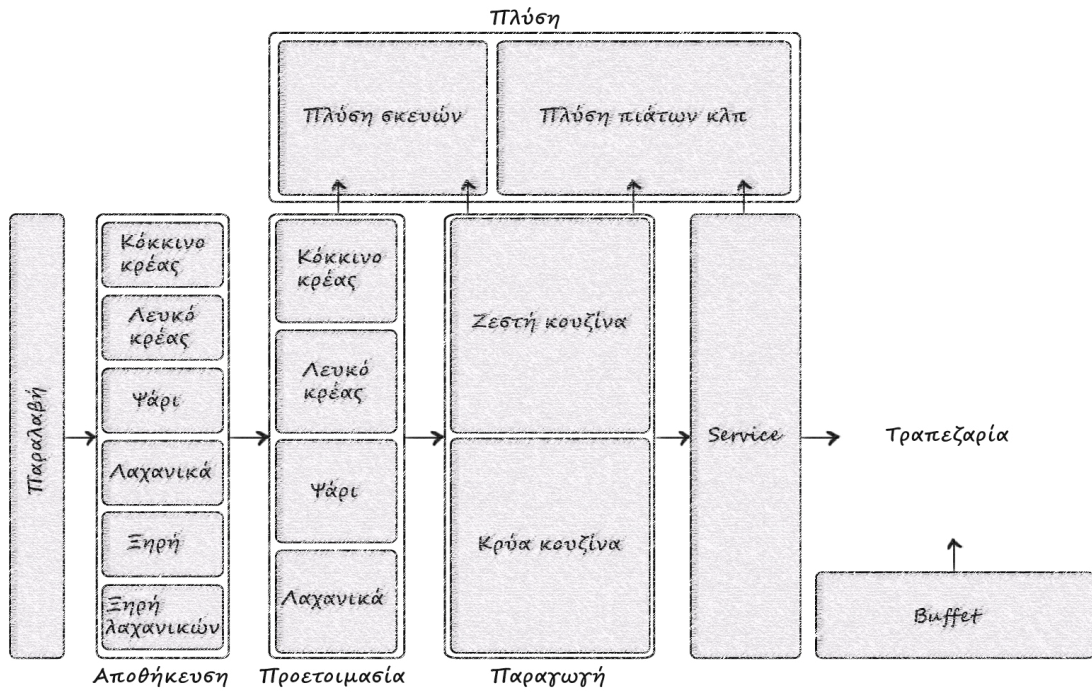 Πλύση
Πλύση σκευών
Πλύση πιάτων κλπ
Παραλαβή
Κόκκινο
κρέας
Λευκό
κρέας
Ψάρι
Λαχανικά
Ξηρή
Ξηρή
λαχανικών
Αποθήκευση
Κόκκινο
κρέας
Λευκό
κρέας
Ψάρι
Λαχανικά
Προετοιμασία
Ζεστή κουζίνα
Κρύα κουζίνα
Παραγωγή
Service
Τραπεζαρία
Buffet